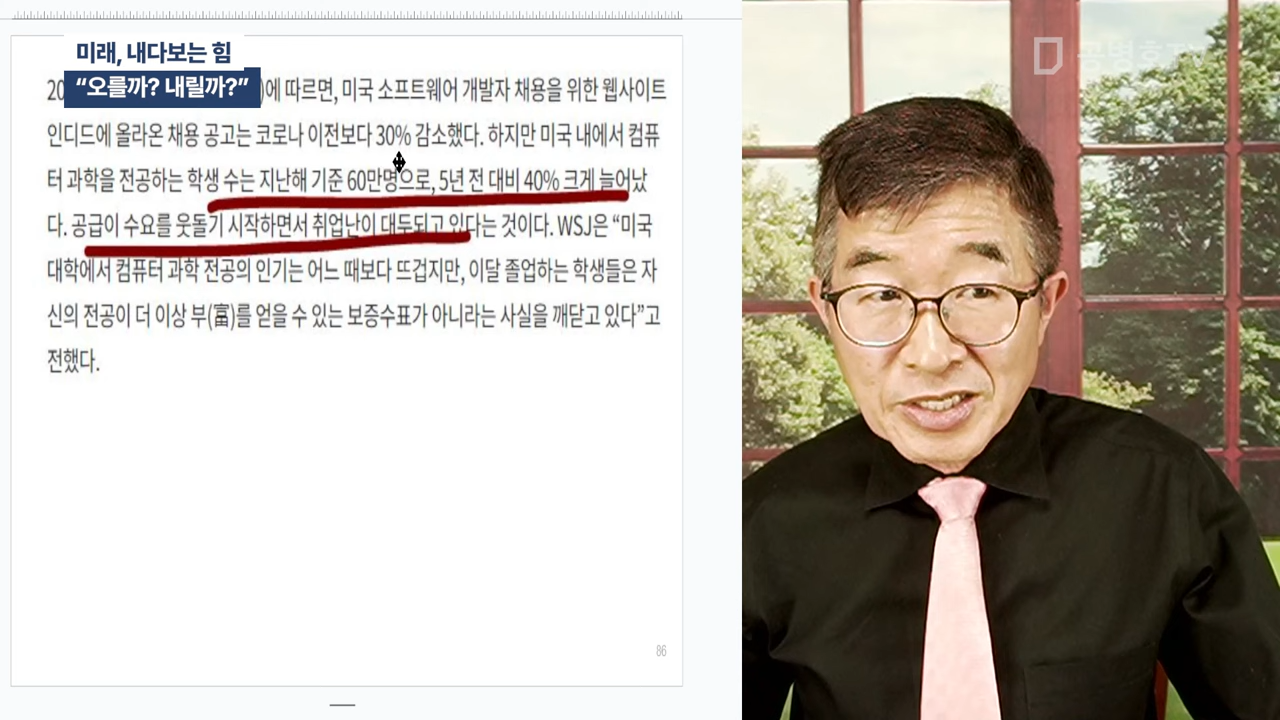 미래, 내다보는 힘
“오를까? 내릴까?”
공병호TV
20 )에 따르면, 미국 소프트웨어 개발자 채용을 위한 웹사이트
인디드에 올라온 채용 공고는 코로나 이전보다 30% 감소했다. 하지만 미국 내에서 컴퓨
터 과학을 전공하는 학생 수는 지난해 기준 60만명으로, 5년 전 대비 40% 크게 늘어났
다. 공급이 수요를 웃돌기 시작하면서 취업난이 대두되고 있다는 것이다. WSJ은 “미국
대학에서 컴퓨터 과학 전공의 인기는 어느 때보다 뜨겁지만, 이달 졸업하는 학생들은 자
신의 전공이 더 이상 부(富)를 얻을 수 있는 보증수표가 아니라는 사실을 깨닫고 있다”고
전했다.
86